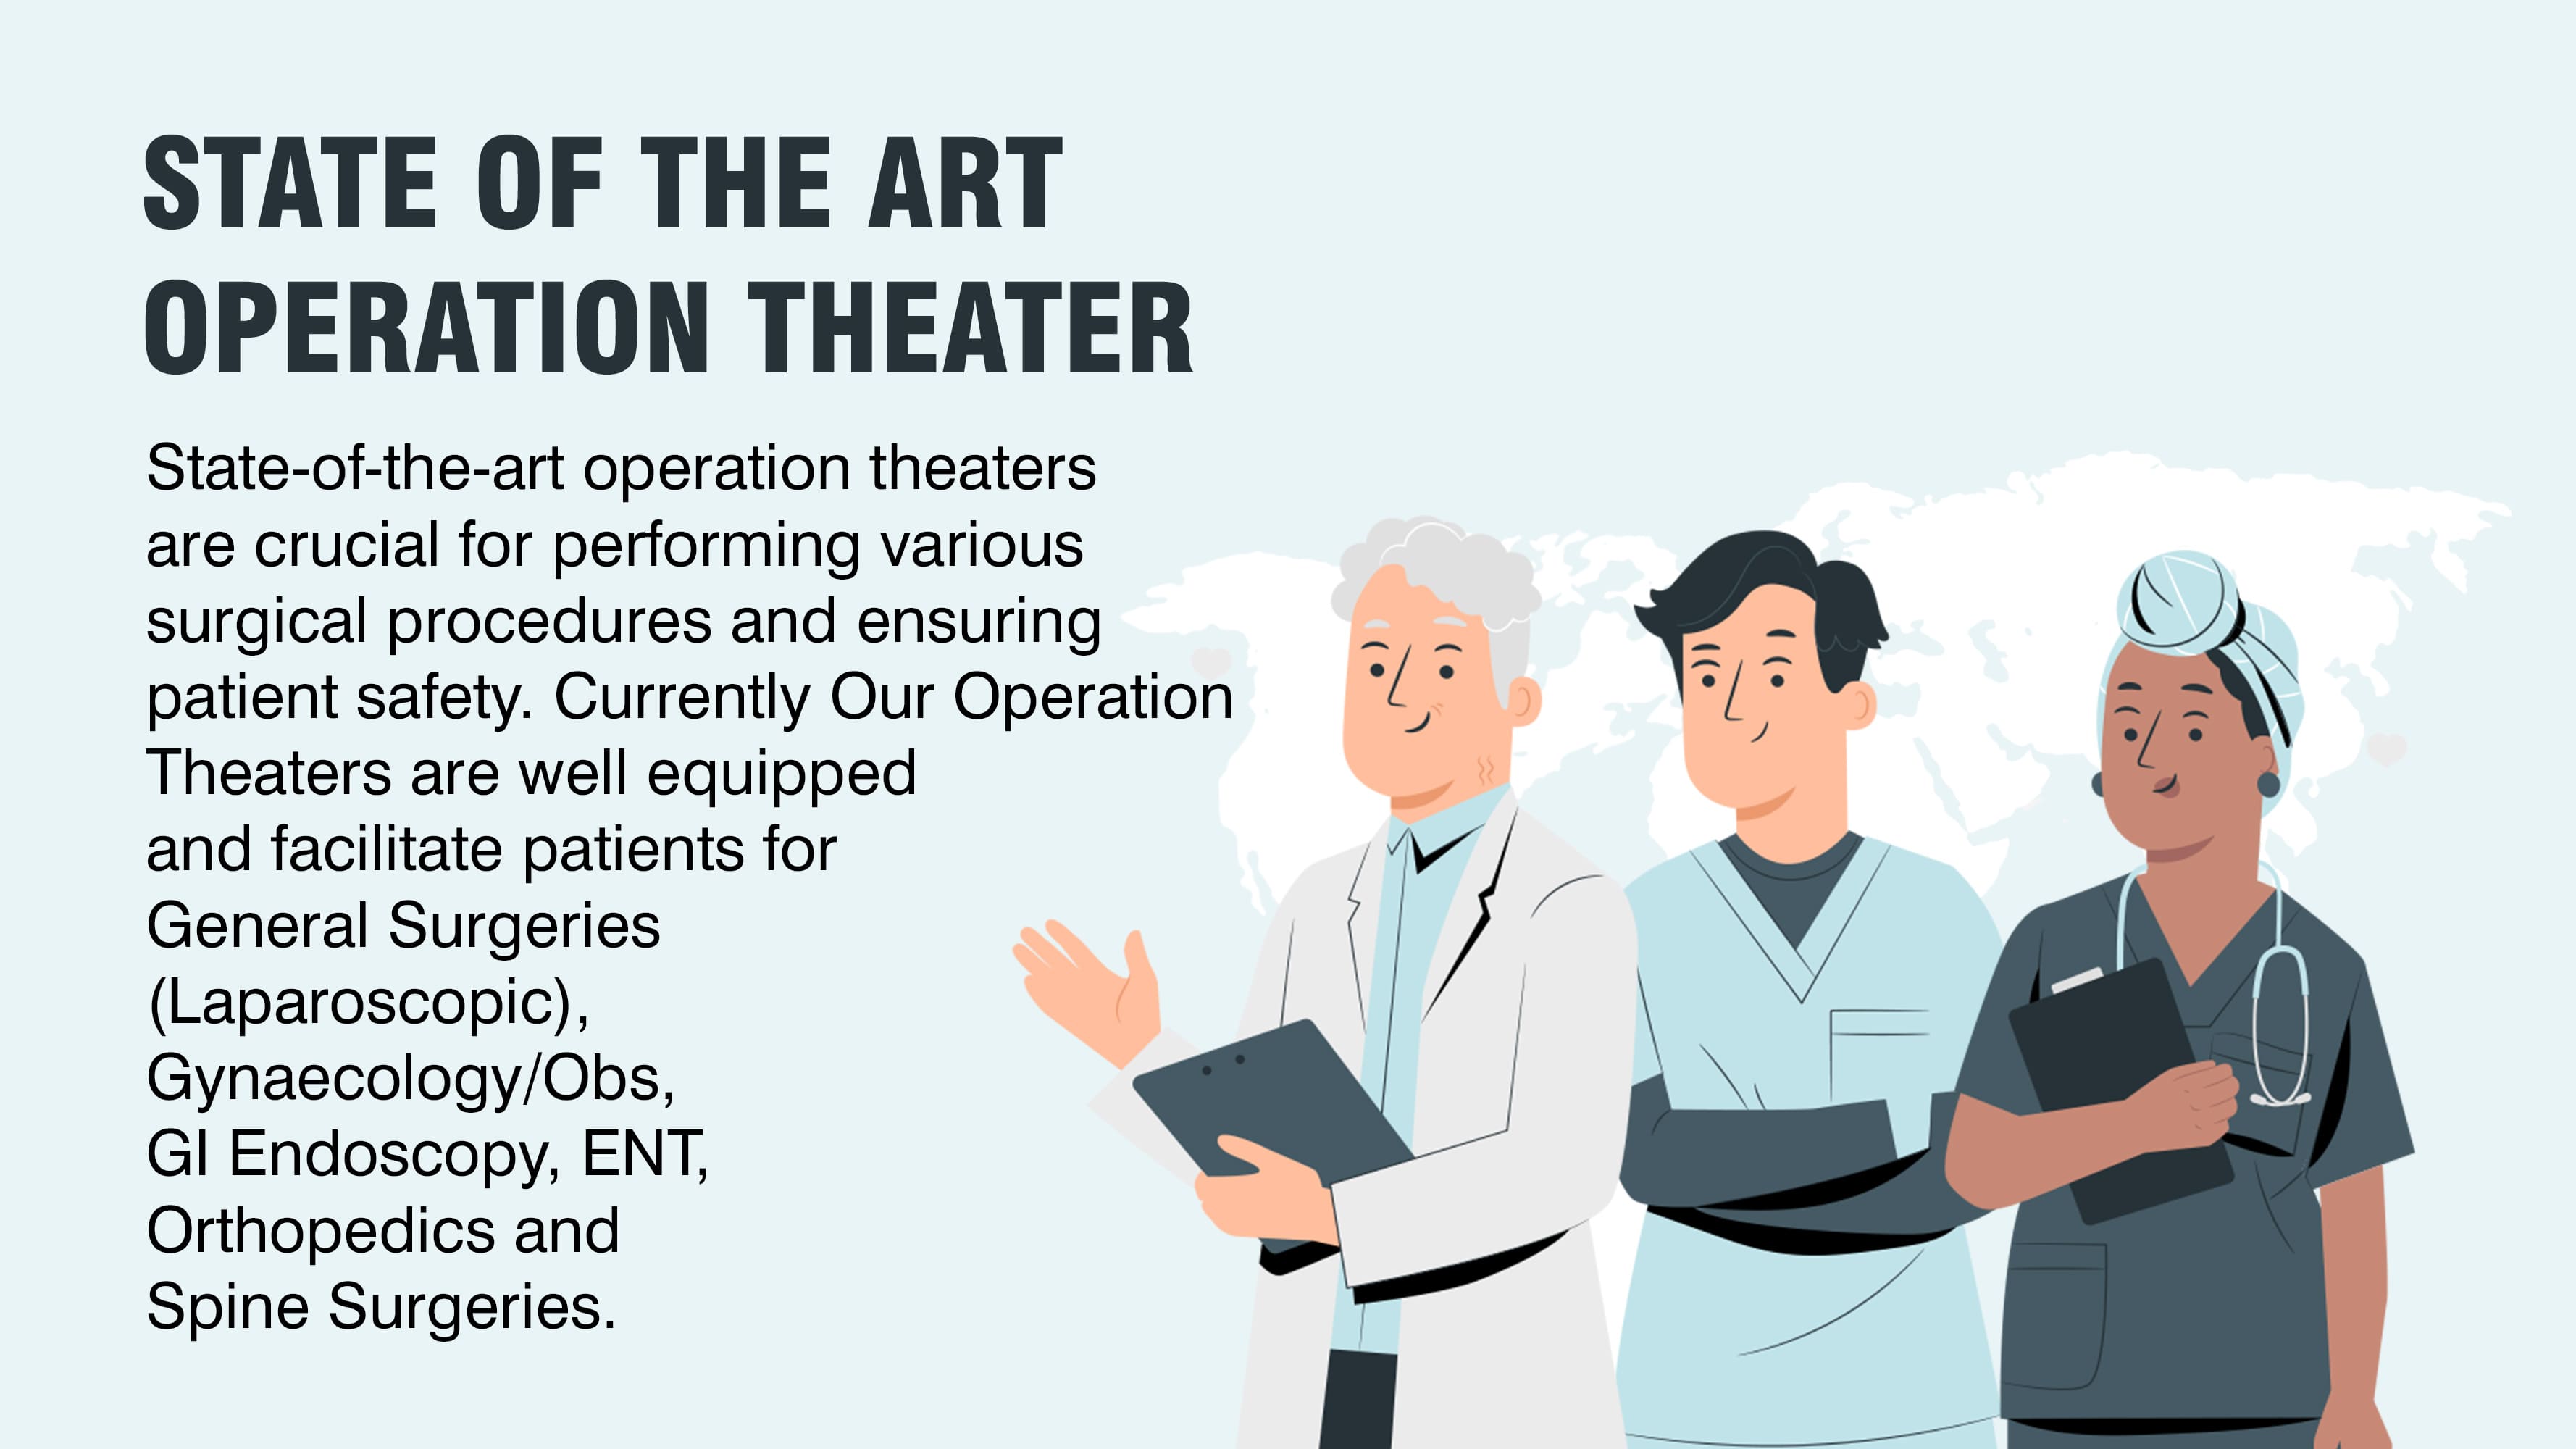 STATE OF THE ART
OPERATION THEATER
State-of-the-art operation theaters
are crucial for performing various
surgical procedures and ensuring
patient safety. Currently Our Operation
Theaters are well equipped
and facilitate patients for
General Surgeries
(Laparoscopic),
Gynaecology/Obs,
GI Endoscopy, ENT,
Orthopedics and
Spine Surgeries.